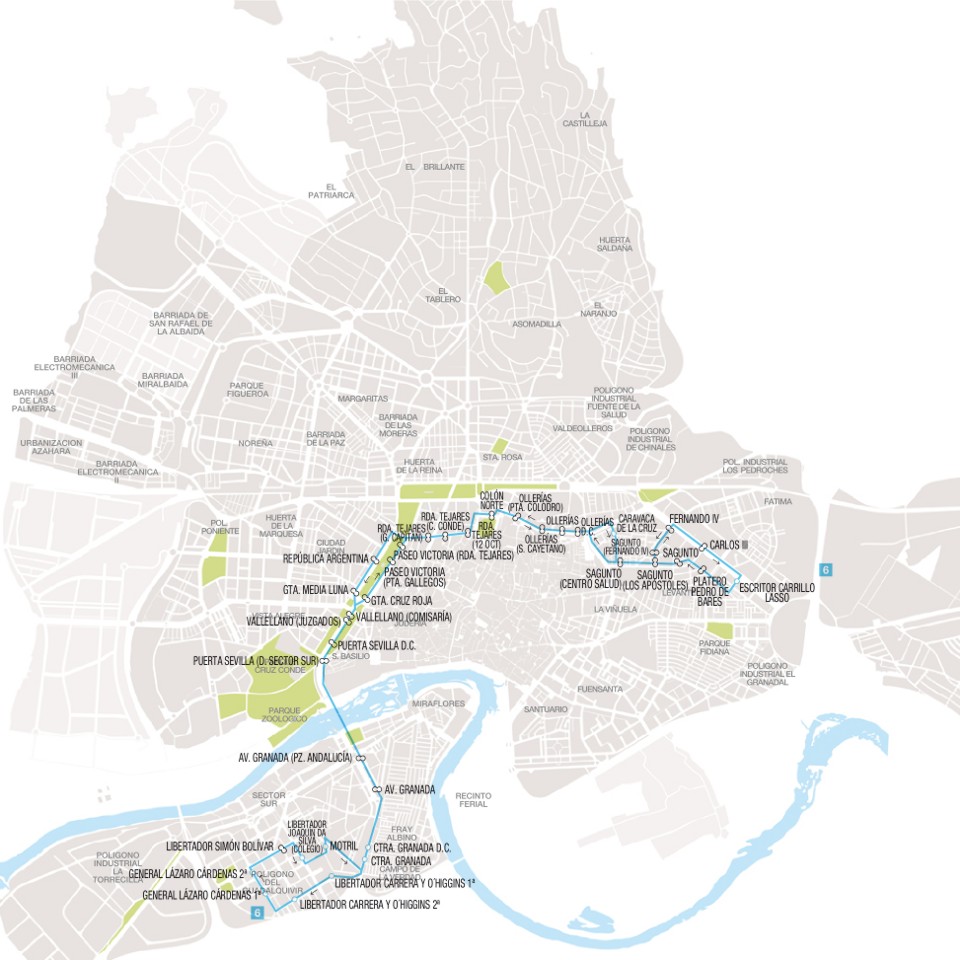 LA
CASTILLEJA
EL BRILLANTE
EL
PATRIARCA
HUERTA
SALDAÑA
EL
TABLERO
EL
NARANJO
BARRIADA DE
SAN RAFAEL DE
LA ALBAIDA
ASOMADILLA
BARRIADA
ELECTROMECANICA
III
BARRIADA
MIRALBAIDA
PARQUE
FIGUEROA
BARRIADA
DE LAS
PALMERAS
MARGARITAS
POLIGONO
INDUSTRIAL
FUENTE DE LA
SALUD
BARRIADA
DE LAS
MORERAS
VALDEOLLEROS
POLIGONO
INDUSTRIAL
DE CHINALES
URBANIZACION
AZAHARA
NOREÑA
BARRIADA
DE LA PAZ
STA. ROSA
BARRIADA
ELECTROMECANICA
II
HUERTA
DE LA REINA
POL. INDUSTRIAL
LOS PEDROCHES
FATIMA
COLÓN
NORTE
OLLERÍAS
(PTA. COLODRO)
POL.
PONIENTE
HUERTA
DE LA
MARQUESA
CIUDAD
JARDIN
RDA. TEJARES
(C. CONDE)
RDA. TEJARES
(G. CAPITÁN)
RDA.
TEJARES
(12 OCT)
OLLERÍAS
OLLERÍAS
(S. CAYETANO)
OLLERÍAS
D.C.
CARAVACA
DE LA CRUZ
FERNANDO IV
SAGUNTO
(FERNANDO IV)
CARLOS III
SAGUNTO
REPÚBLICA ARGENTINA
PASEO VICTORIA (RDA. TEJARES)
PASEO VICTORIA
(PTA. GALLEGOS)
SAGUNTO
(CENTRO SALUD)
SAGUNTO
(LOS APOSTOLES)
LEVANTE
PLATERO
PEDRO DE
BARES
ESCRITOR CARRILLO
LASSO
6
GTA. MEDIA LUNA
GTA. CRUZ ROJA
LA VIÑUELA
VISTA ALEGRE
VALLELLANO (JUZGADOS)
VALLELLANO (COMISARÍA)
JUDERIA
PUERTA SEVILLA D.C.
S. BASILIO
PUERTA SEVILLA (D. SECTOR SUR)
CRUZ CONDE
PARQUE
FIDIANA
POLIGONO
INDUSTRIAL EL
GRANADAL
FUENSANTA
SANTUARIO
MIRAFLORES
PARQUE
ZOOLOGICO
AV. GRANADA (PZ. ANDALUCÍA)
AV. GRANADA
SECTOR
SUR
RECINTO
FERIAL
FRAY
ALBINO
LIBERTADOR
JOAQUIN DA
SILVA
(COLEGIO)
MOTRIL
LIBERTADOR SIMÓN BOLÍVAR
CTRA. GRANADA D.C.
CTRA. GRANADA
CAMPO DE
LA VERDAD
POLIGONO
INDUSTRIAL
LA
TORRECILLA
GENERAL LÁZARO CÁRDENAS 2ª
POLIGONO
DEL
GUADALQUIVIR
LIBERTADOR CARRERA Y O´HIGGINS 1ª
GENERAL LÁZARO CÁRDENAS 1ª
LIBERTADOR CARRERA Y O´HIGGINS 2ª
6